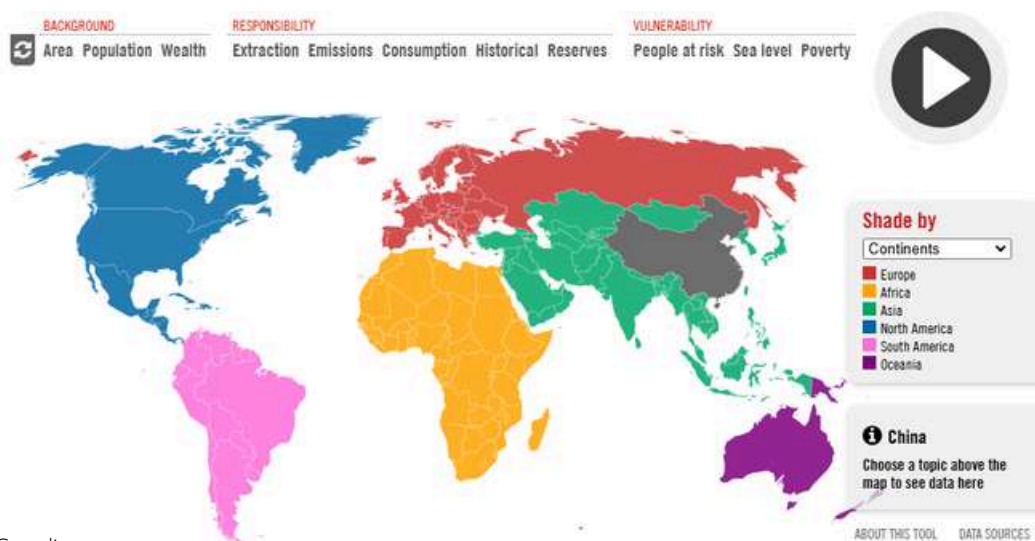 BACKGROUND
Area Population Wealth
RESPONSIBILITY
Extraction Emissions Consumption Historical Reserves
VULNERABILITY
People at risk Sea level Poverty
Shade by
Continents
Europe
Africa
Asia
North America
South America
Oceania
China
Choose a topic above the
map to see data here
ABOUT THIS TOOL DATA SOURCES